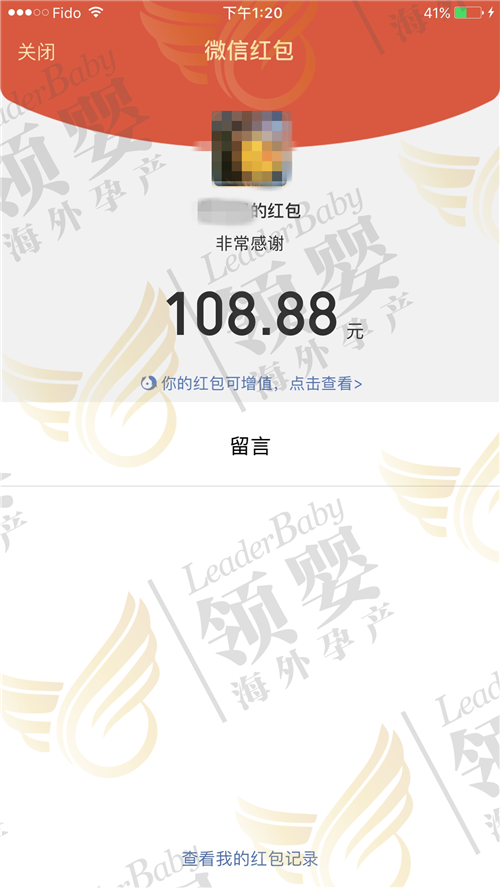 Fido 下午1:20 41%
关闭 微信红包
的红包
非常感谢
108.88 元
你的红包可增值，点击查看>
留言
查看我的红包记录
LeaderBaby
领婴
海外孕产
LeaderBaby
领婴
海外孕产
LeaderBaby
领婴
海外孕产
LeaderBaby
领